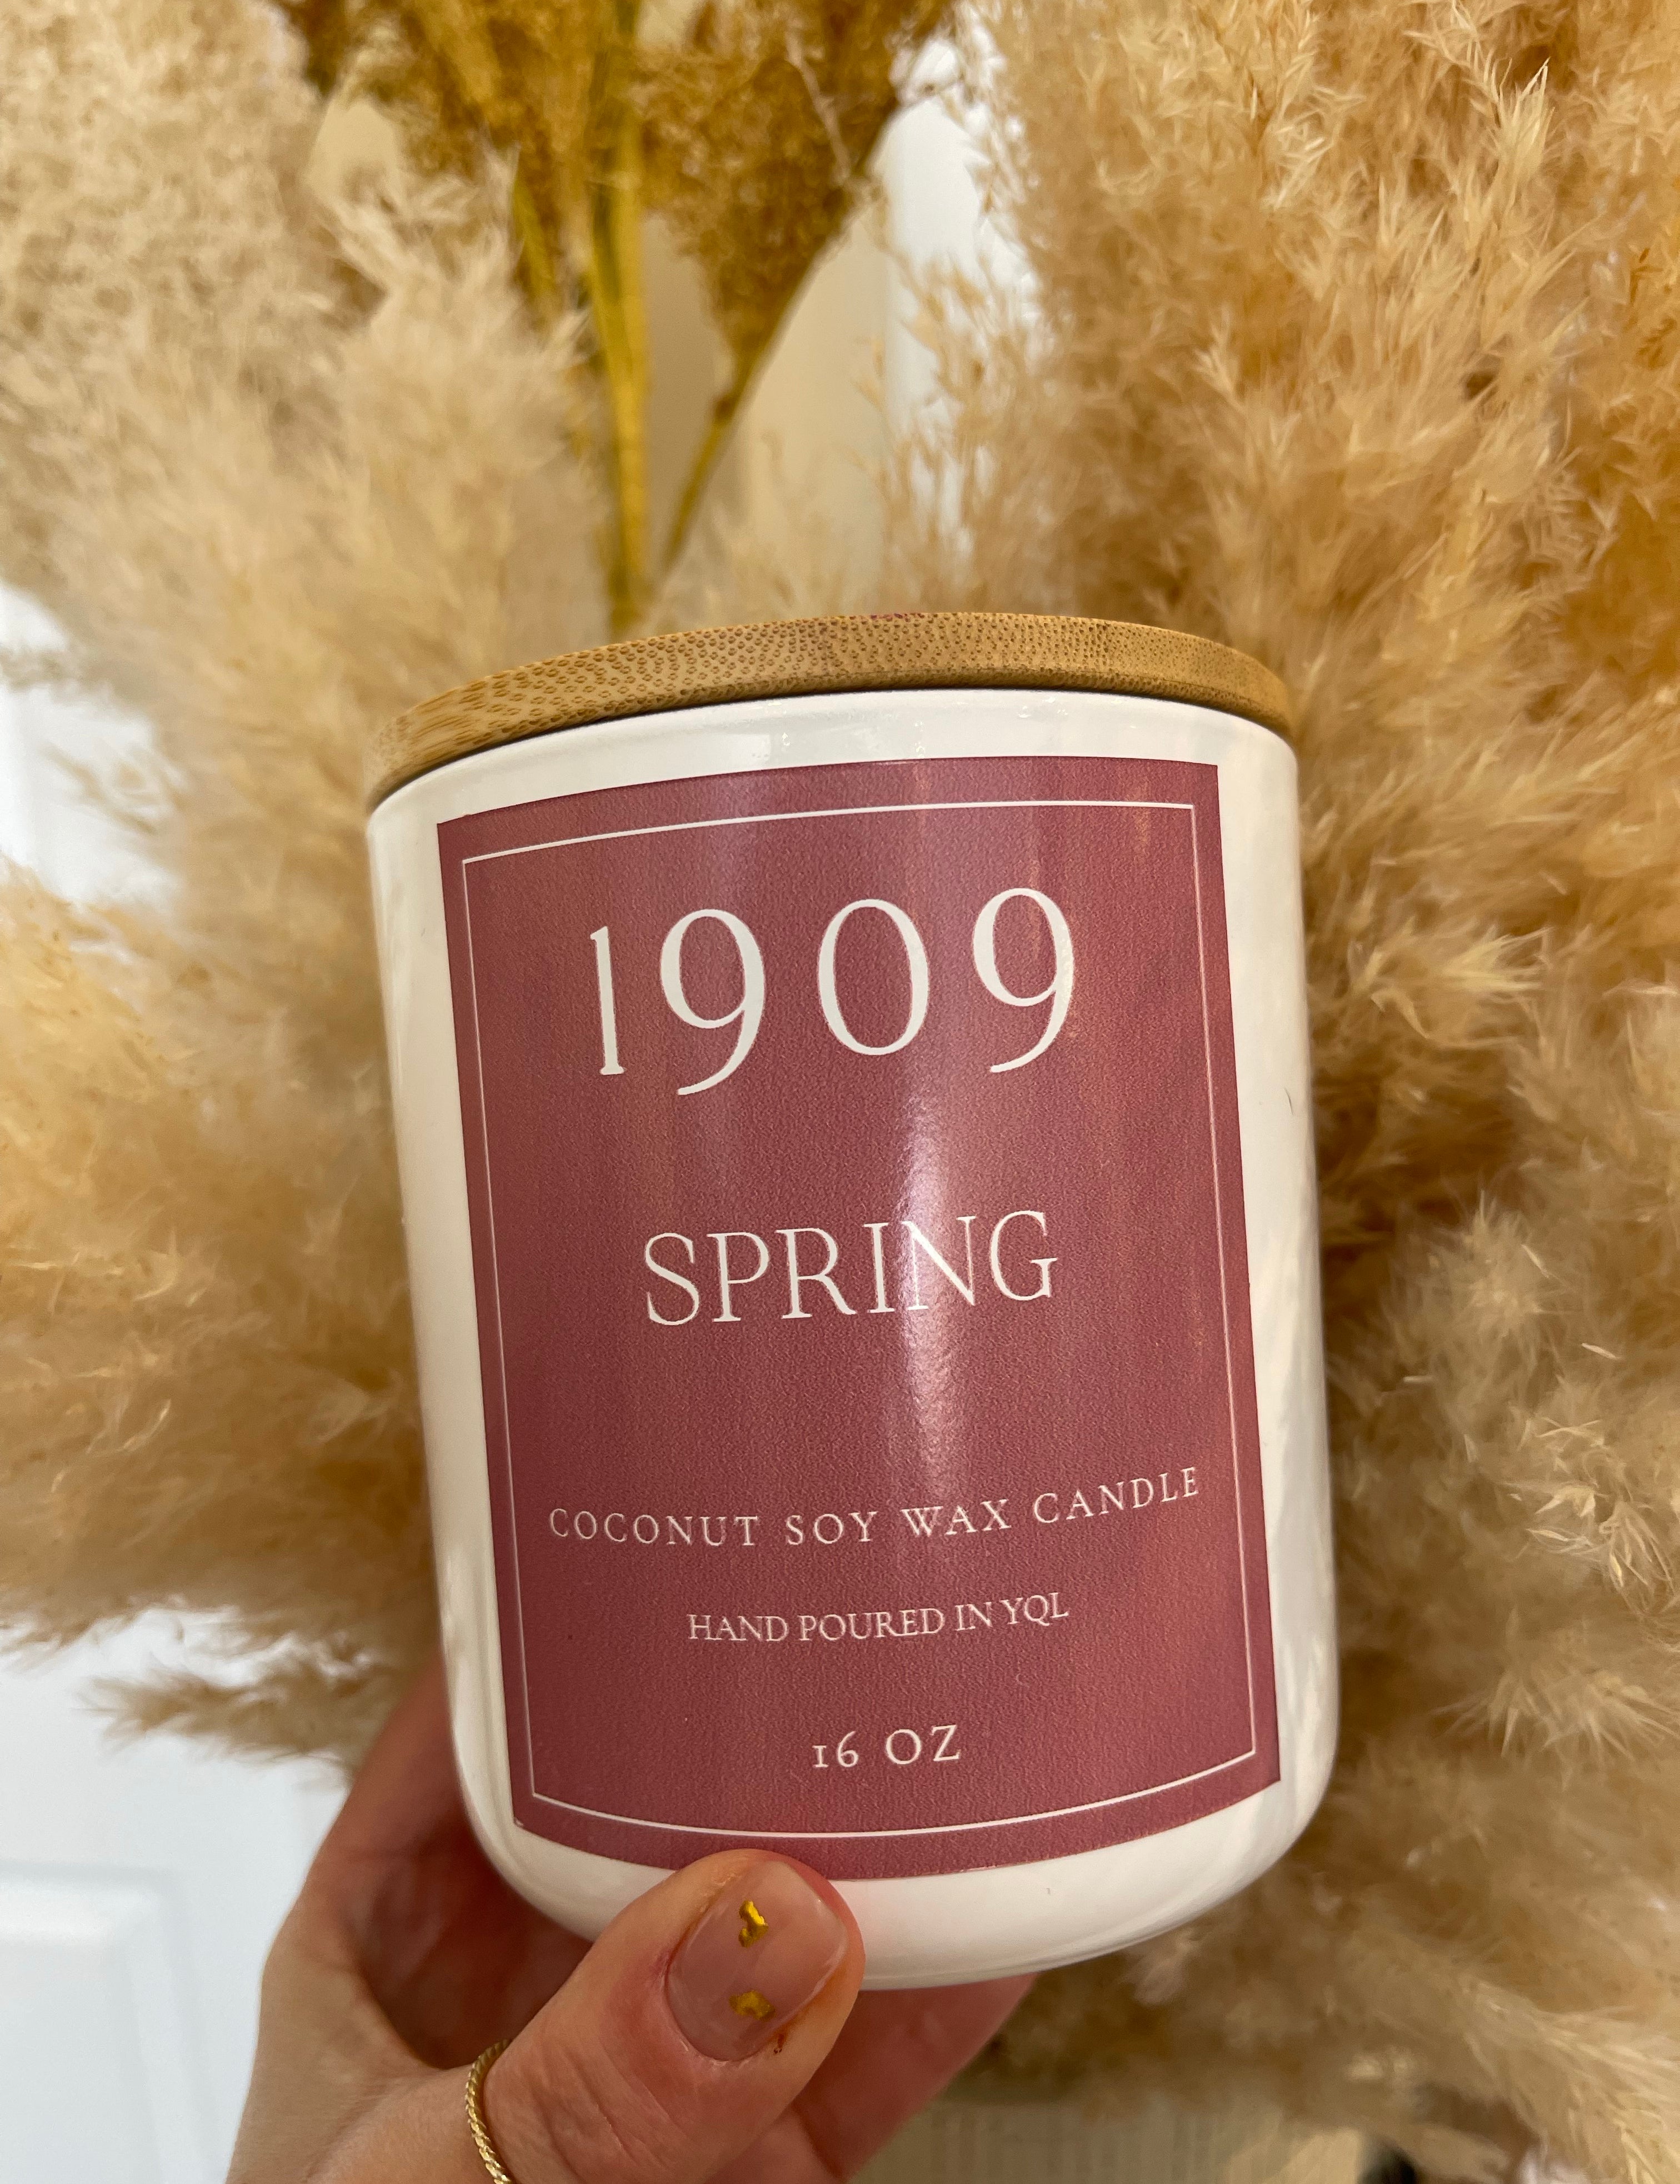 1909
SPRING
COCONUT SOY WAX CANDLE
HAND POURED IN YQL
16 OZ